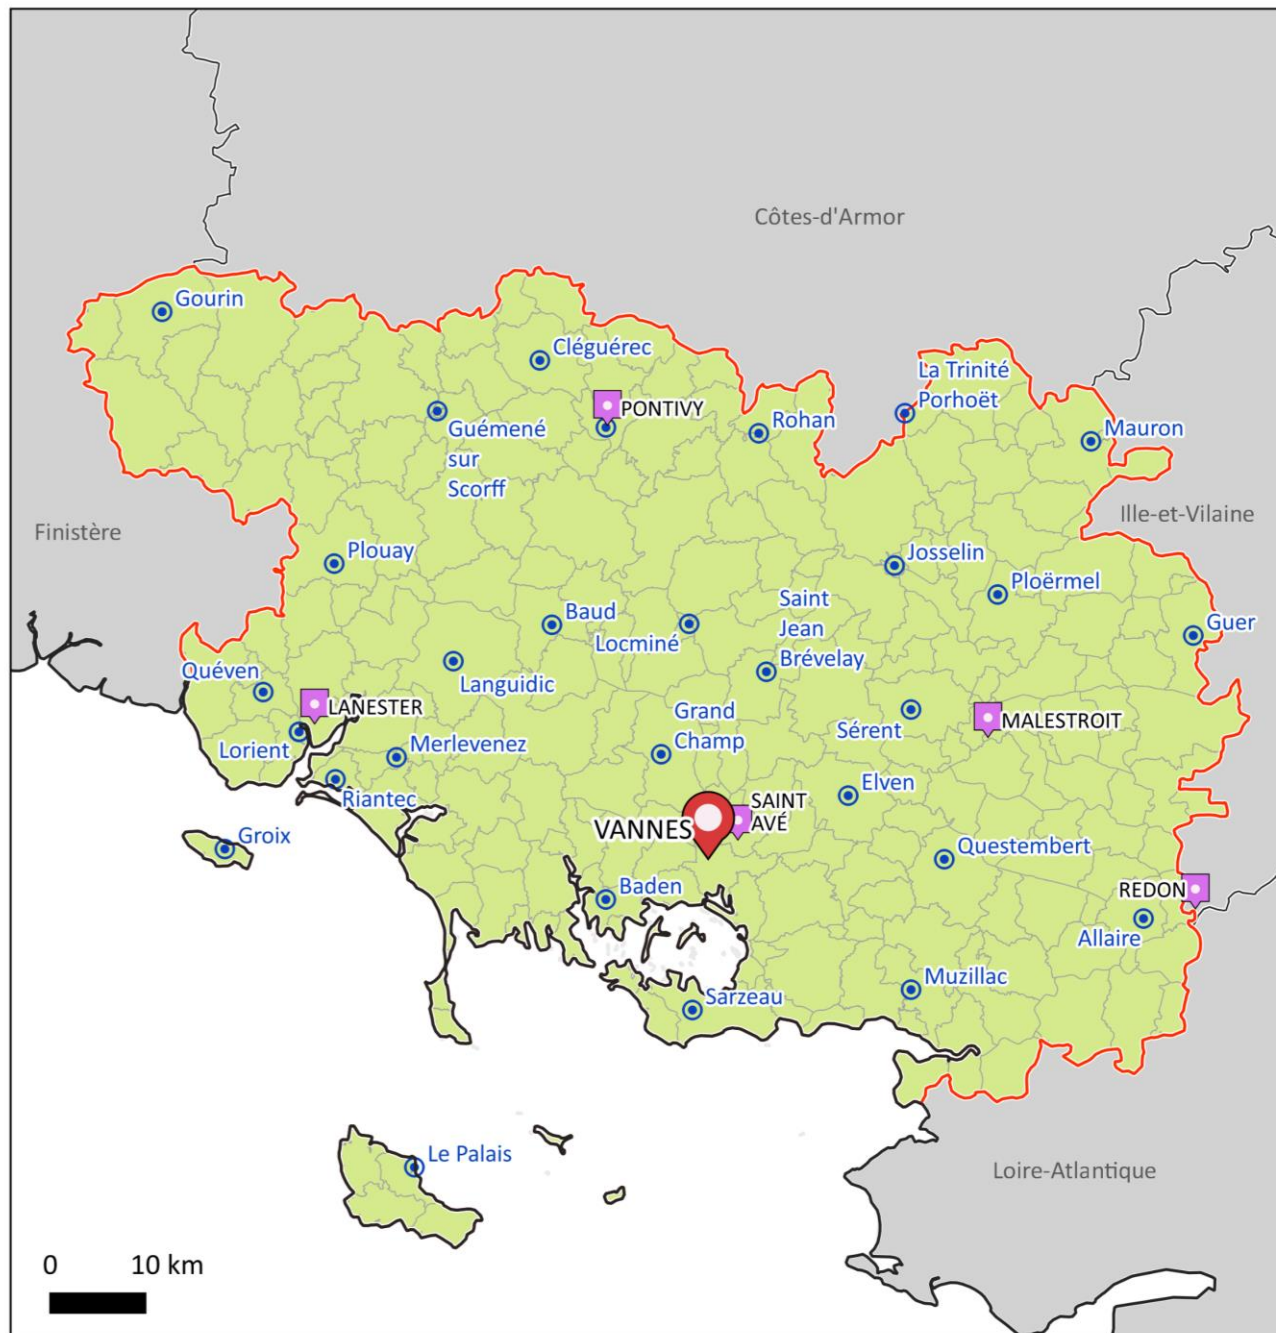 Côtes-d'Armor
Gourin
Cléguérec
La Trinité
Porhoët
PONTIVY
Rohan
Guémené
sur
Scorff
Mauron
Finistère
Ille-et-Vilaine
Plouay
Josselin
Ploërmel
Baud
Locminé
Saint
Jean
Brévelay
Guer
Quéven
Languidic
LANESTER
Grand
Champ
Sérent
MALESTROIT
Lorient
Merlevenez
Riantec
Elven
SAINT
AVÉ
VANNES
Groix
Questembert
Baden
REDON
Allaire
Muzillac
Sarzeau
Le Palais
Loire-Atlantique
0 10 km